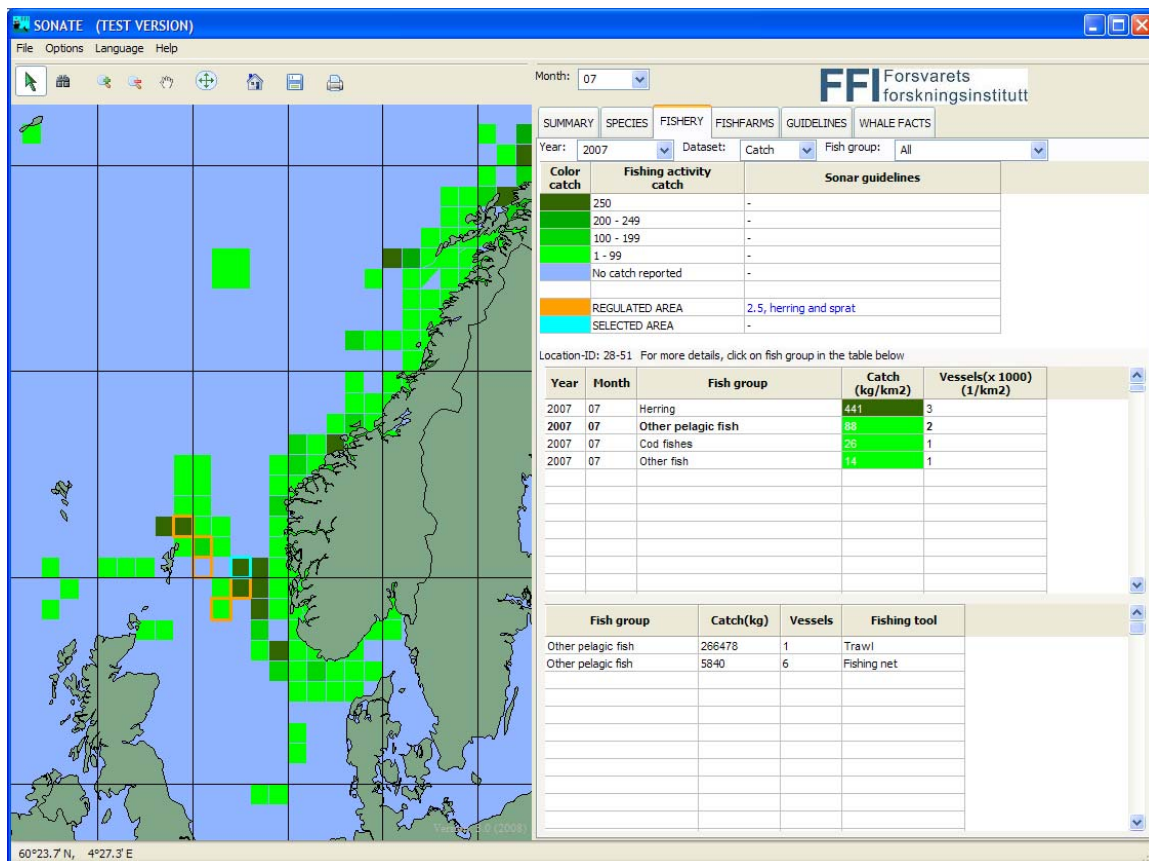 SONATE (TEST VERSION)
File Options Language Help
Month: 07
FFI Forsvarets
forskningsinstitutt
SUMMARY SPECIES FISHERY FISHFARMS GUIDELINES WHALE FACTS
Year: 2007 Dataset: Catch Fish group: All
Color catch Fishing activity catch Sonar guidelines
250 -
200 - 249 -
100 - 199 -
1 - 99 -
No catch reported -
REGULATED AREA 2.5, herring and sprat
SELECTED AREA -
Location-ID: 28-51 For more details, click on fish group in the table below
Year Month Fish group Catch (kg/km2) Vessels(x 1000) (1/km2)
2007 07 Herring 441 3
2007 07 Other pelagic fish 88 2
2007 07 Cod fishes 26 1
2007 07 Other fish 14 1
Fish group Catch(kg) Vessels Fishing tool
Other pelagic fish 266478 1 Trawl
Other pelagic fish 5840 6 Fishing net
60°23.7' N, 4°27.3' E